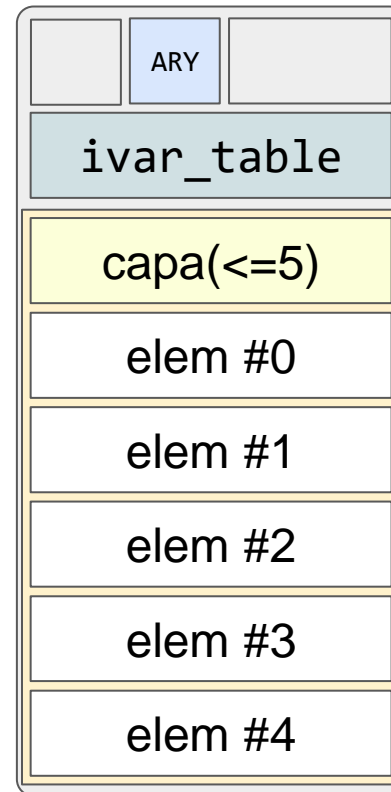 ARY
ivar_table
capa(<=5)
elem #0
elem #1
elem #2
elem #3
elem #4